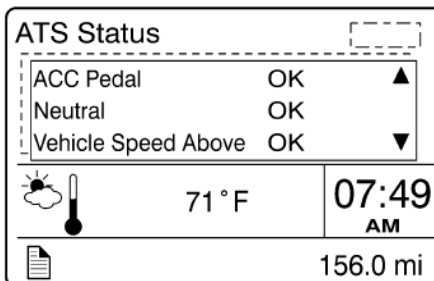 ATS Status
ACC Pedal OK
Neutral OK
Vehicle Speed Above OK
71°F
07:49
AM
156.0 mi